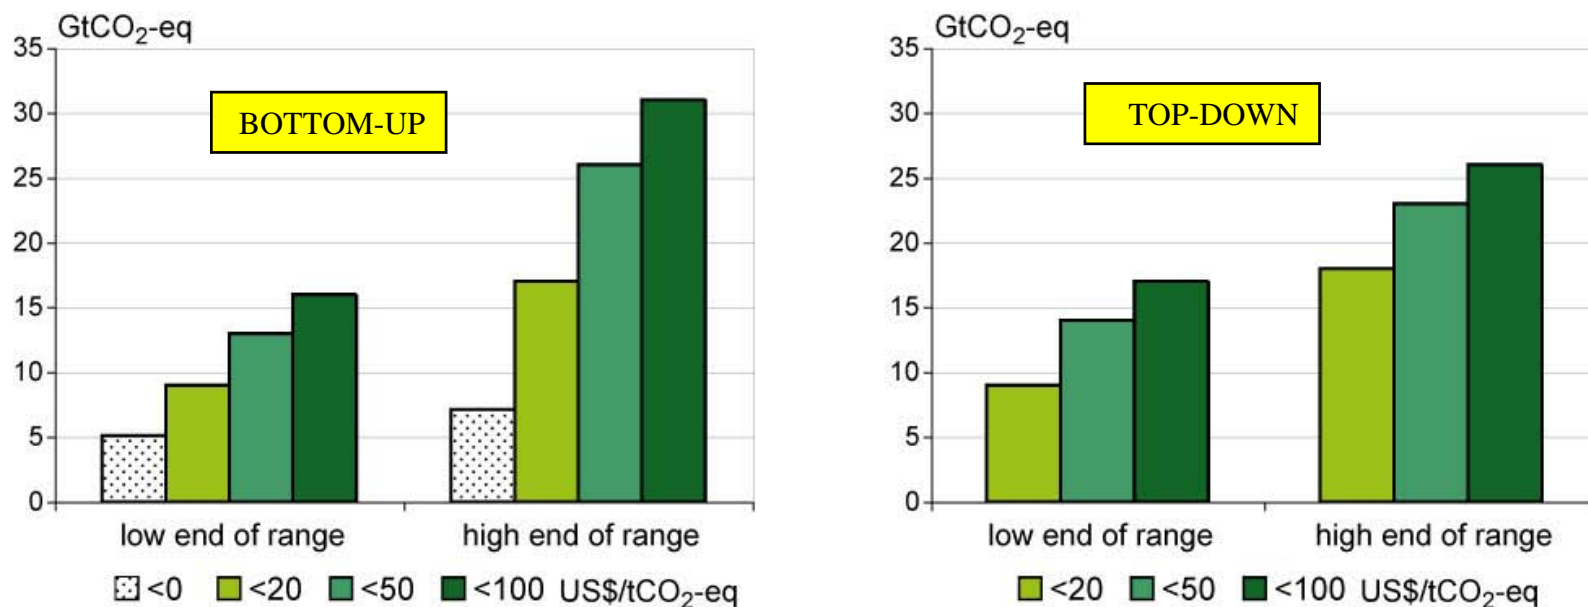 GtCO₂-eq
35
30
25
20
15
10
5
0
BOTTOM-UP
low end of range
high end of range
<0 <20 <50 <100 US$/tCO₂-eq
GtCO₂-eq
35
30
25
20
15
10
5
0
TOP-DOWN
low end of range
high end of range
<20 <50 <100 US$/tCO₂-eq